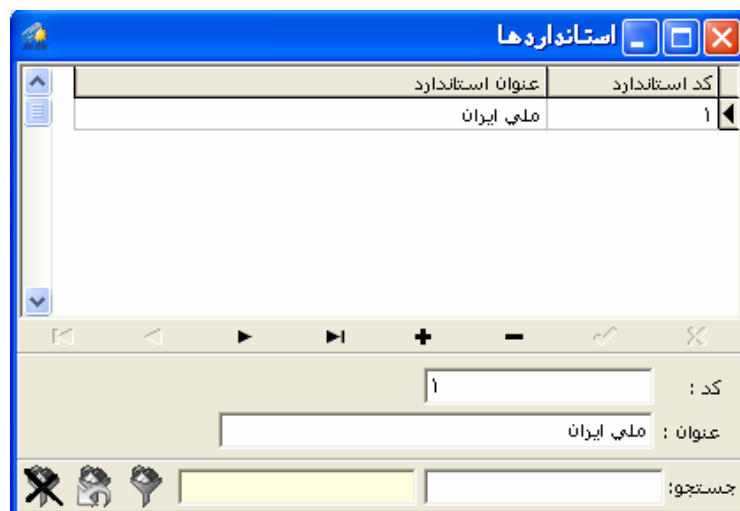 استانداردها
کد استاندارد عنوان استاندارد
۱ ملي ايران
کد : ۱
عنوان : ملي ايران
جستجو: